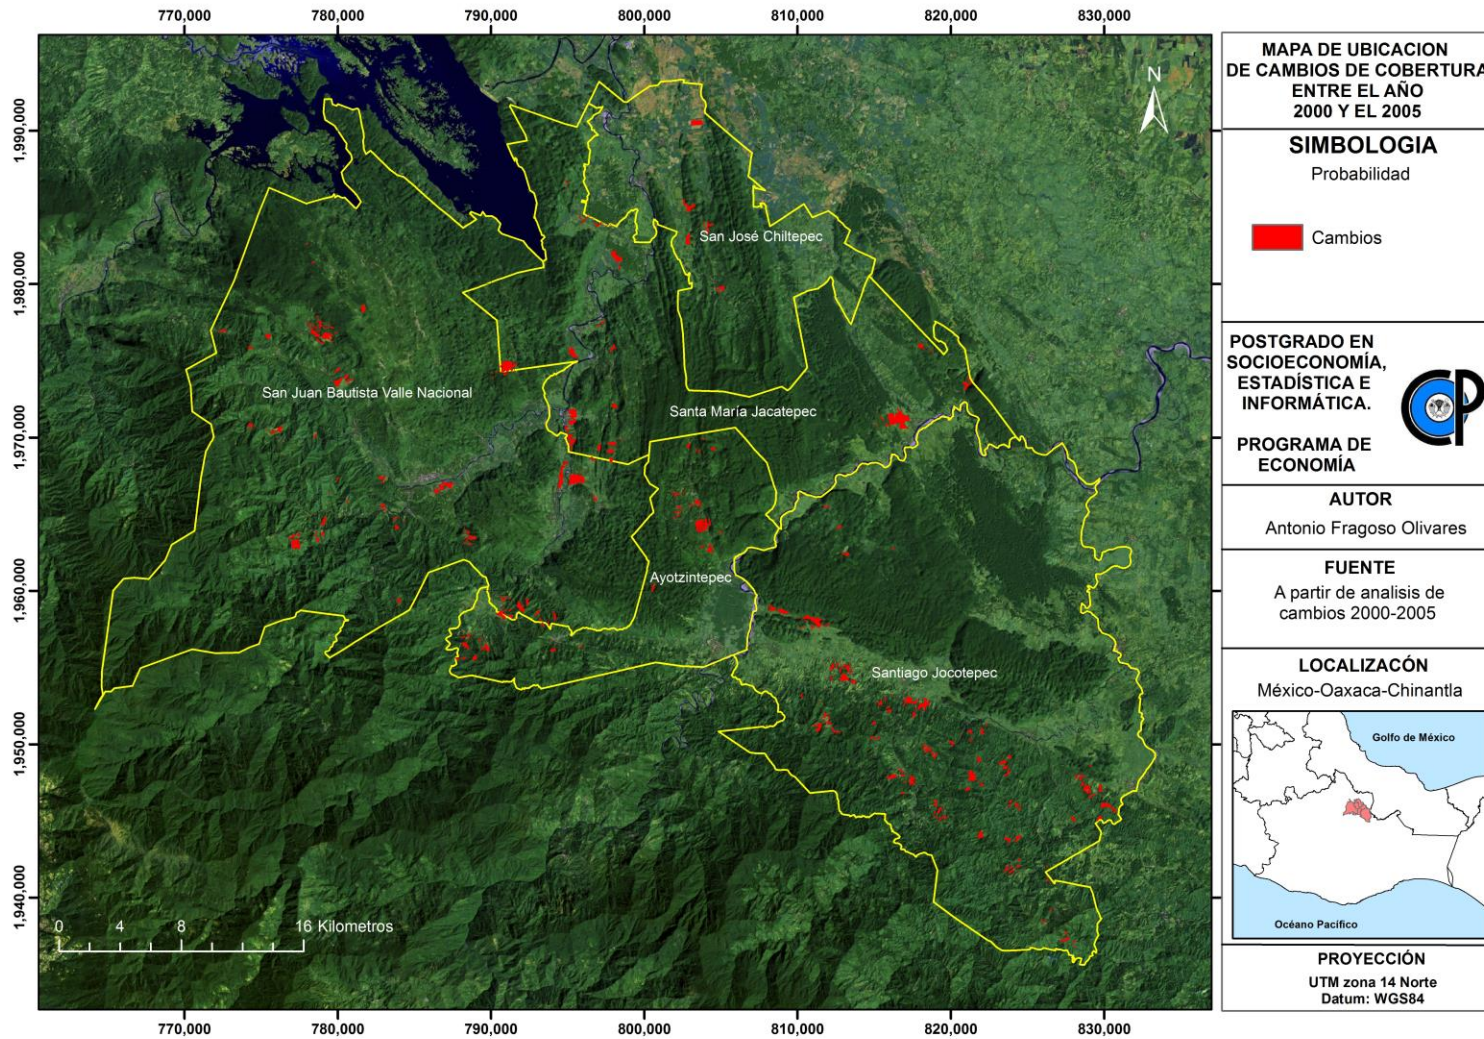 770,000 780,000 790,000 800,000 810,000 820,000 830,000
1,990,000
1,980,000
1,970,000
1,960,000
1,950,000
1,940,000
N
San José Chiltepec
San Juan Bautista Valle Nacional
Santa María Jacatepec
Ayotzintepec
Santiago Jocotepec
0 4 8 16 Kilometros
770,000 780,000 790,000 800,000 810,000 820,000 830,000
MAPA DE UBICACION
DE CAMBIOS DE COBERTURA
ENTRE EL AÑO
2000 Y EL 2005
SIMBOLOGIA
Probabilidad
Cambios
POSTGRADO EN
SOCIOECONOMÍA,
ESTADÍSTICA E
INFORMÁTICA.
PROGRAMA DE
ECONOMÍA
CP
AUTOR
Antonio Fragoso Olivares
FUENTE
A partir de analisis de
cambios 2000-2005
LOCALIZACÓN
México-Oaxaca-Chinantla
Golfo de México
Océano Pacífico
PROYECCIÓN
UTM zona 14 Norte
Datum: WGS84